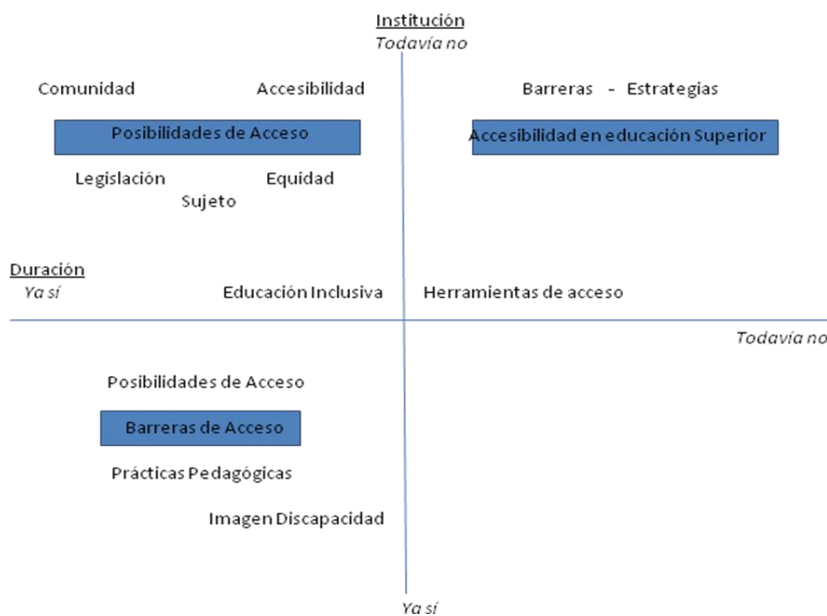 Institución
Todavía no
Comunidad Accesibilidad Barreras - Estrategias
Posibilidades de Acceso Accesibilidad en educación Superior
Legislación Equidad
Sujeto
Duración
Ya sí Educación Inclusiva Herramientas de acceso
Todavía no
Posibilidades de Acceso
Barreras de Acceso
Prácticas Pedagógicas
Imagen Discapacidad
Ya sí